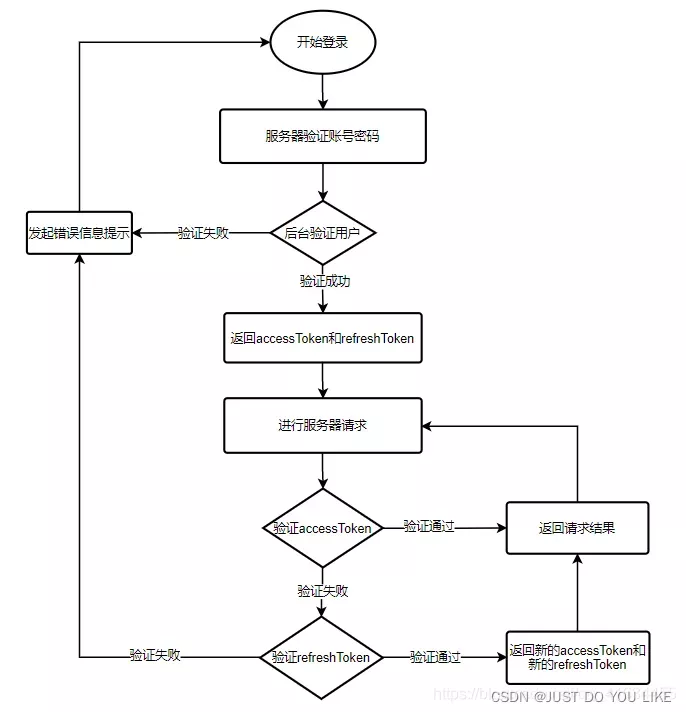 开始登录
服务器验证账号密码
发起错误信息提示
验证失败
后台验证用户
验证成功
返回accessToken和refreshToken
进行服务器请求
验证accessToken
验证通过
返回请求结果
验证失败
验证失败
验证refreshToken
验证通过
返回新的accessToken和
新的refreshToken
CSDN @JUST DO YOU LIKE